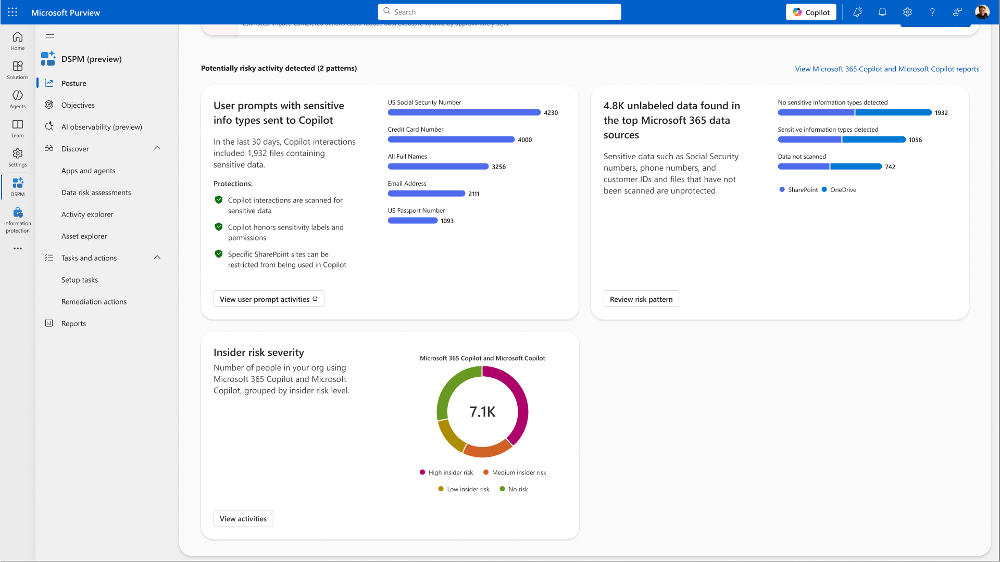 Microsoft Purview
Search
Copilot
Home
Solutions
Agents
Learn
Settings
DSPM
Information
protection
DSPM (preview)
Posture
Objectives
AI observability (preview)
Discover
Apps and agents
Data risk assessments
Activity explorer
Asset explorer
Tasks and actions
Setup tasks
Remediation actions
Reports
Estimated impact: Completed actions could reduce data exposure volume by approximately 32%.
Potentially risky activity detected (2 patterns)
View Microsoft 365 Copilot and Microsoft Copilot reports
User prompts with sensitive
info types sent to Copilot
In the last 30 days, Copilot interactions
included 1,932 files containing
sensitive data.
Protections:
Copilot interactions are scanned for
sensitive data
Copilot honors sensitivity labels and
permissions
Specific SharePoint sites can be
restricted from being used in Copilot
View user prompt activities
US Social Security Number
4230
Credit Card Number
4000
All Full Names
3256
Email Address
2111
US Passport Number
1093
4.8K unlabeled data found in
the top Microsoft 365 data
sources
Sensitive data such as Social Security
numbers, phone numbers, and
customer IDs and files that have not
been scanned are unprotected
Review risk pattern
No sensitive information types detected
1932
Sensitive information types detected
1056
Data not scanned
742
SharePoint OneDrive
Insider risk severity
Number of people in your org using
Microsoft 365 Copilot and Microsoft
Copilot, grouped by insider risk level.
View activities
Microsoft 365 Copilot and Microsoft Copilot
7.1K
High insider risk Medium insider risk
Low insider risk No risk